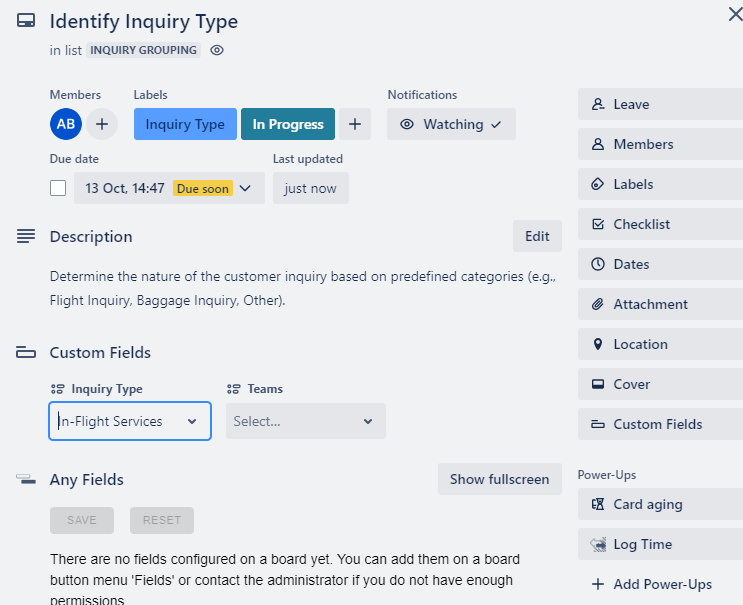 Identify Inquiry Type
in list INQUIRY GROUPING
Members
Labels
Notifications
AB
Inquiry Type
In Progress
Watching
Due date
Last updated
13 Oct, 14:47 Due soon
just now
Description
Edit
Determine the nature of the customer inquiry based on predefined categories (e.g.,
Flight Inquiry, Baggage Inquiry, Other).
Custom Fields
Inquiry Type
Teams
In-Flight Services
Select...
Any Fields
Show fullscreen
SAVE
RESET
There are no fields configured on a board yet. You can add them on a board
button menu 'Fields' or contact the administrator if you do not have enough
permissions
Leave
Members
Labels
Checklist
Dates
Attachment
Location
Cover
Custom Fields
Power-Ups
Card aging
Log Time
Add Power-Ups